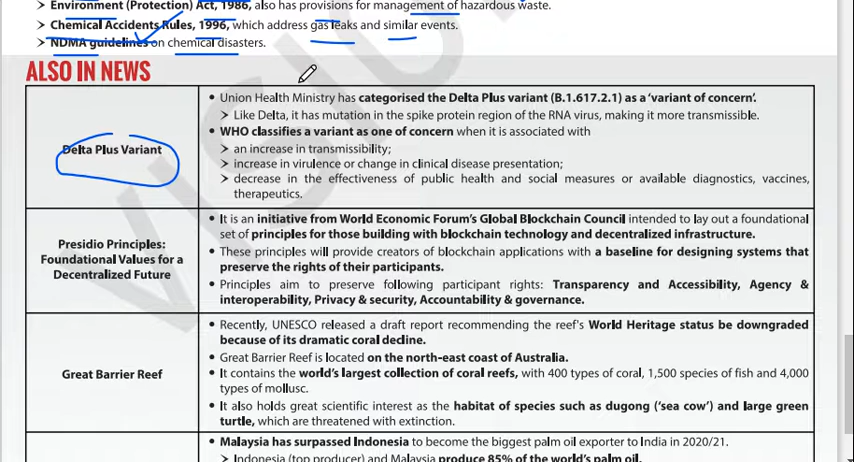 ➤ Environment (Protection) Act, 1986, also has provisions for management of hazardous waste.
➤ Chemical Accidents Rules, 1996, which address gas leaks and similar events.
➤ NDMA guidelines on chemical disasters.
ALSO IN NEWS
Delta Plus Variant
• Union Health Ministry has categorised the Delta Plus variant (B.1.617.2.1) as a ‘variant of concern’.
➤ Like Delta, it has mutation in the spike protein region of the RNA virus, making it more transmissible.
• WHO classifies a variant as one of concern when it is associated with
➤ an increase in transmissibility;
➤ increase in virulence or change in clinical disease presentation;
➤ decrease in the effectiveness of public health and social measures or available diagnostics, vaccines,
therapeutics.
Presidio Principles:
Foundational Values for a
Decentralized Future
• It is an initiative from World Economic Forum’s Global Blockchain Council intended to lay out a foundational
set of principles for those building with blockchain technology and decentralized infrastructure.
• These principles will provide creators of blockchain applications with a baseline for designing systems that
preserve the rights of their participants.
• Principles aim to preserve following participant rights: Transparency and Accessibility, Agency &
interoperability, Privacy & security, Accountability & governance.
Great Barrier Reef
• Recently, UNESCO released a draft report recommending the reef’s World Heritage status be downgraded
because of its dramatic coral decline.
• Great Barrier Reef is located on the north-east coast of Australia.
• It contains the world’s largest collection of coral reefs, with 400 types of coral, 1,500 species of fish and 4,000
types of mollusc.
• It also holds great scientific interest as the habitat of species such as dugong (‘sea cow’) and large green
turtle, which are threatened with extinction.
• Malaysia has surpassed Indonesia to become the biggest palm oil exporter to India in 2020/21.
➤ Indonesia (top producer) and Malaysia produce 85% of the world’s palm oil.